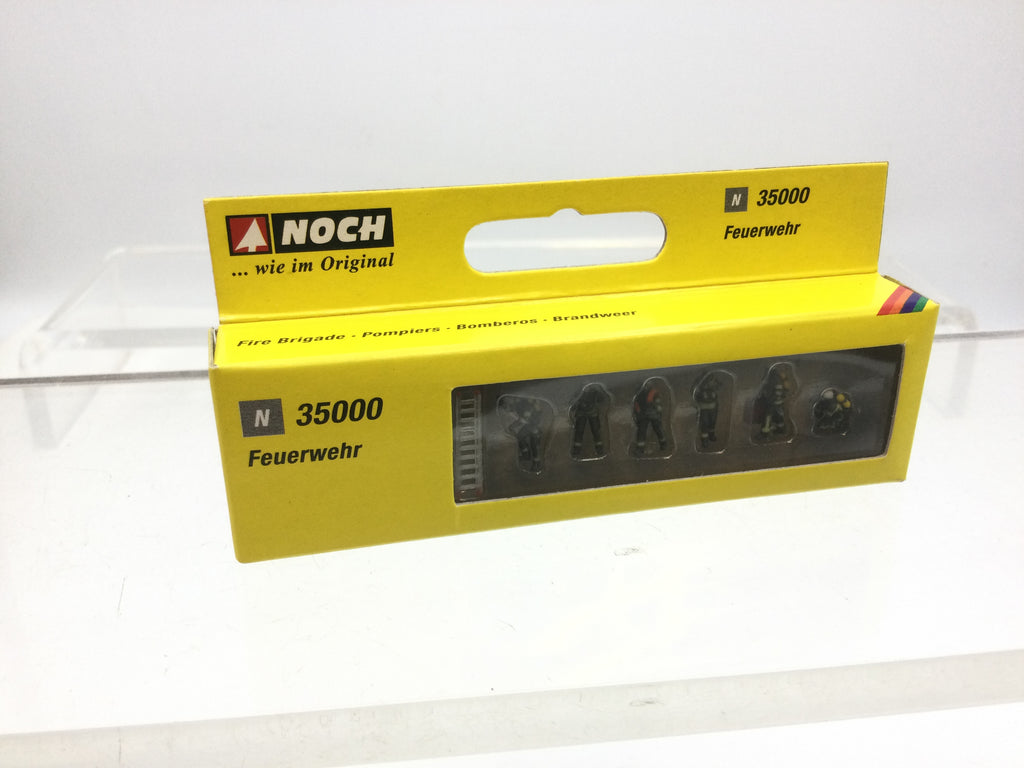 NOCH
... wie im Original
N 35000
Feuerwehr
Fire Brigade · Pompiers · Bomberos · Brandweer
N 35000
Feuerwehr